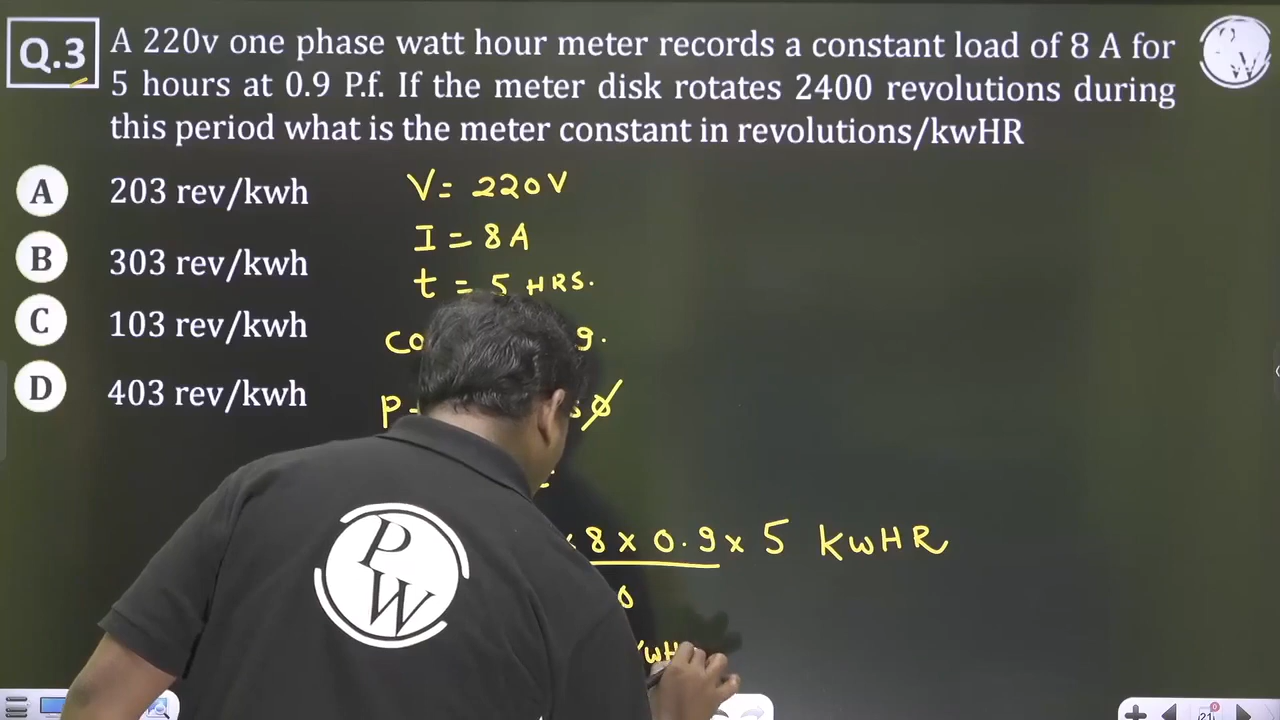 Q.3
A 220v one phase watt hour meter records a constant load of 8 A for
5 hours at 0.9 P.f. If the meter disk rotates 2400 revolutions during
this period what is the meter constant in revolutions/kwHR
A 203 rev/kwh
B 303 rev/kwh
C 103 rev/kwh
D 403 rev/kwh
V = 220V
I = 8 A
t = 5 HRS.
8 x 0.9 x 5 KWHR
PW